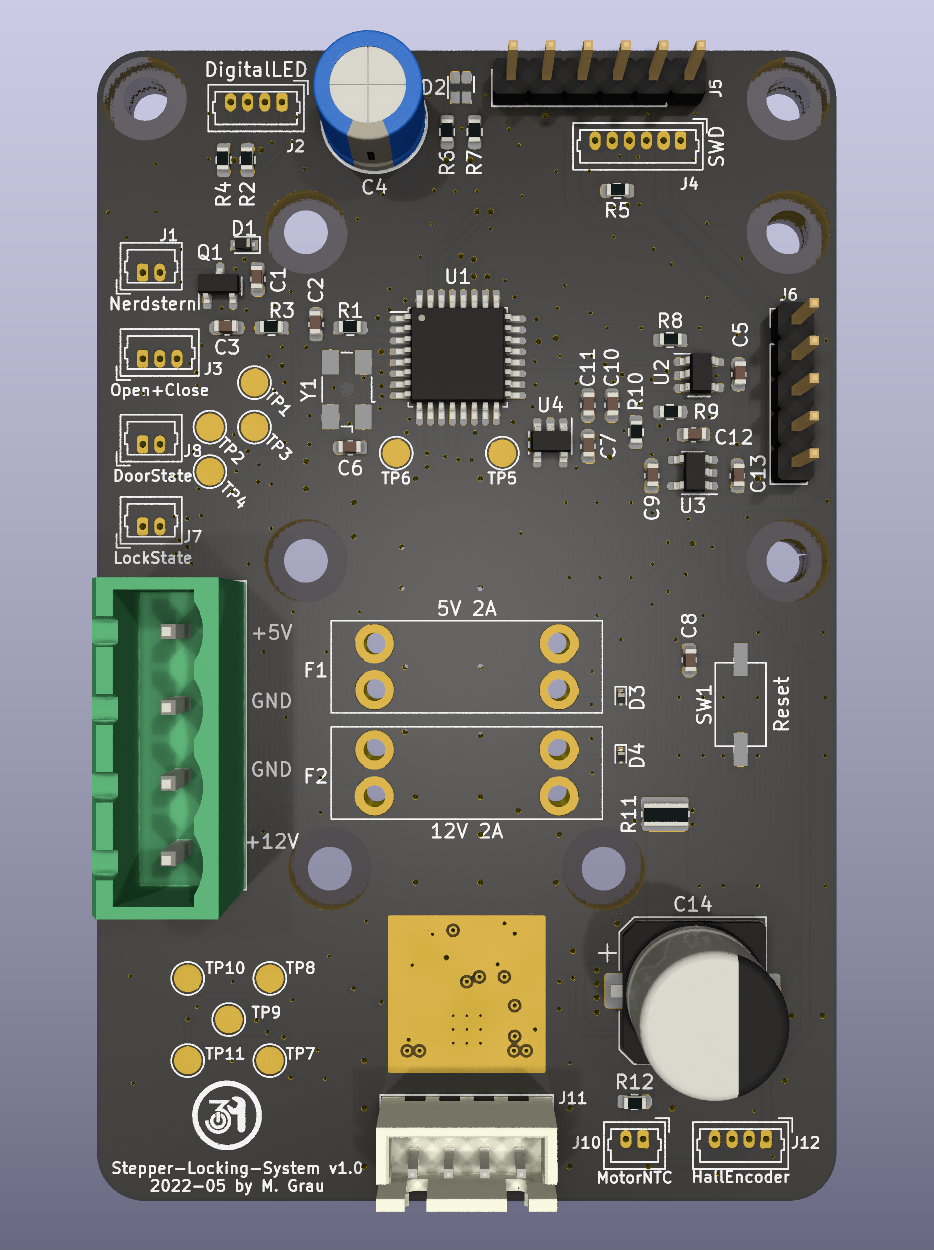 DigitalLED
D2
J5
J2
R6
R7
SWD
J4
R4
R2
C4
R5
J1
D1
Q1
C1
U1
Nerdstern
J6
C2
R3
R1
C3
R8
C5
J3
U2
Open+Close
TP1
Y1
C11
C10
R10
R9
U4
TP2
TP3
C12
J8
C6
C7
DoorState
TP4
TP6
TP5
C9
U3
C13
J7
LockState
5V 2A
+5V
C8
F1
GND
D3
SW1
Reset
F2
GND
D4
R11
12V 2A
+12V
C14
+
TP10
TP8
TP9
TP11
TP7
R12
J11
J10
J12
Stepper-Locking-System v1.0
MotorNTC
HallEncoder
2022-05 by M. Grau